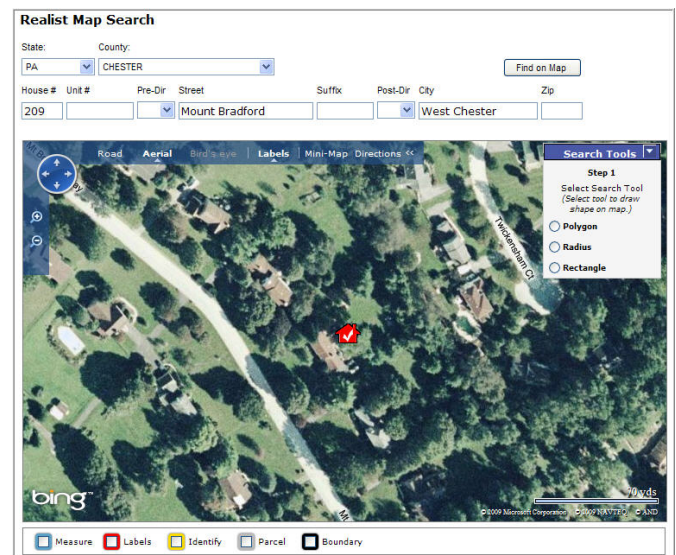 Realist Map Search
State: County:
PA CHESTER Find on Map
House # Unit # Pre-Dir Street Suffix Post-Dir City Zip
209 Mount Bradford West Chester
Road Aerial Bird's eye Labels Mini-Map Directions <<
Search Tools
Step 1
Select Search Tool
(Select tool to draw
shape on map.)
Polygon
Radius
Rectangle
Twickensham Ct
bing™
70 yds
© 2009 Microsoft Corporation © 2009 NAVTEQ © AND
Measure Labels Identify Parcel Boundary